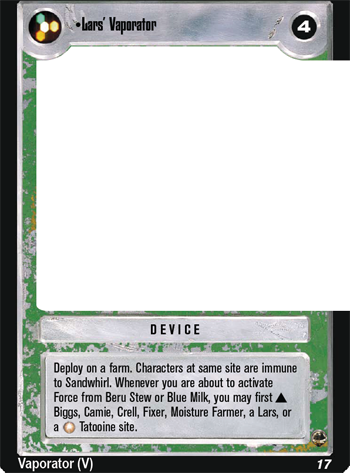 •Lars' Vaporator
4
DEVICE
Deploy on a farm. Characters at same site are immune
to Sandwhirl. Whenever you are about to activate
Force from Beru Stew or Blue Milk, you may first ▲
Biggs, Camie, Crell, Fixer, Moisture Farmer, a Lars, or
a Tatooine site.
Vaporator (V)
17